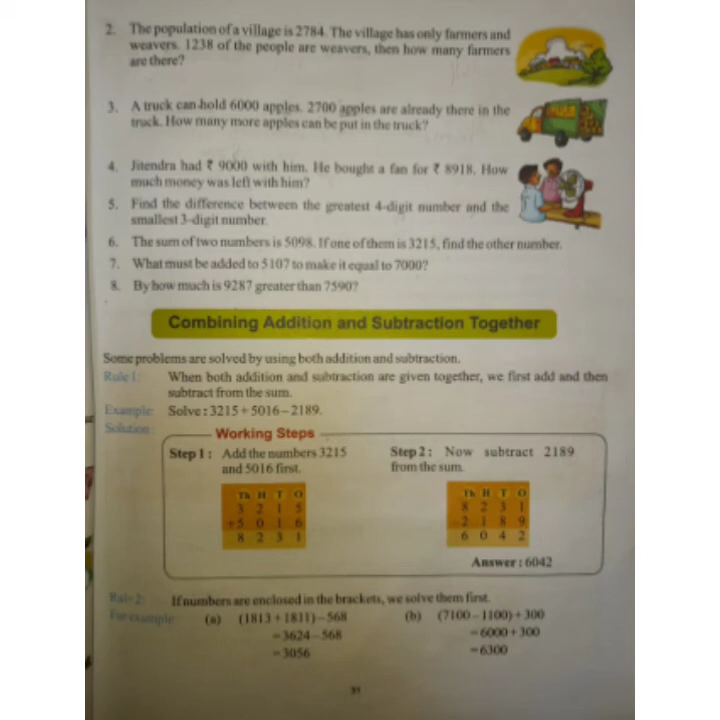 2. The population of a village is 2784. The village has only farmers and
weavers. 1238 of the people are weavers, then how many farmers
are there?
3. A truck can hold 6000 apples. 2700 apples are already there in the
truck. How many more apples can be put in the truck?
4. Jitendra had ₹ 9000 with him. He bought a fan for ₹ 8918. How
much money was left with him?
5. Find the difference between the greatest 4-digit number and the
smallest 3-digit number.
6. The sum of two numbers is 5098. If one of them is 3215, find the other number.
7. What must be added to 5107 to make it equal to 7000?
8. By how much is 9287 greater than 7590?
Combining Addition and Subtraction Together
Some problems are solved by using both addition and subtraction.
Rule 1: When both addition and subtraction are given together, we first add and then
subtract from the sum.
Example: Solve : 3215 + 5016 – 2189.
Solution:
Working Steps
Step 1 : Add the numbers 3215
and 5016 first.
Th H T O
3 2 1 5
+5 0 1 6
8 2 3 1
Step 2 : Now subtract 2189
from the sum.
Th H T O
8 2 3 1
2 1 8 9
6 0 4 2
Answer : 6042
Rule 2: If numbers are enclosed in the brackets, we solve them first.
For example: (a) (1813 + 1811) – 568 (b) (7100 – 1100) + 300
= 3624 – 568 = 6000 + 300
= 3056 = 6300